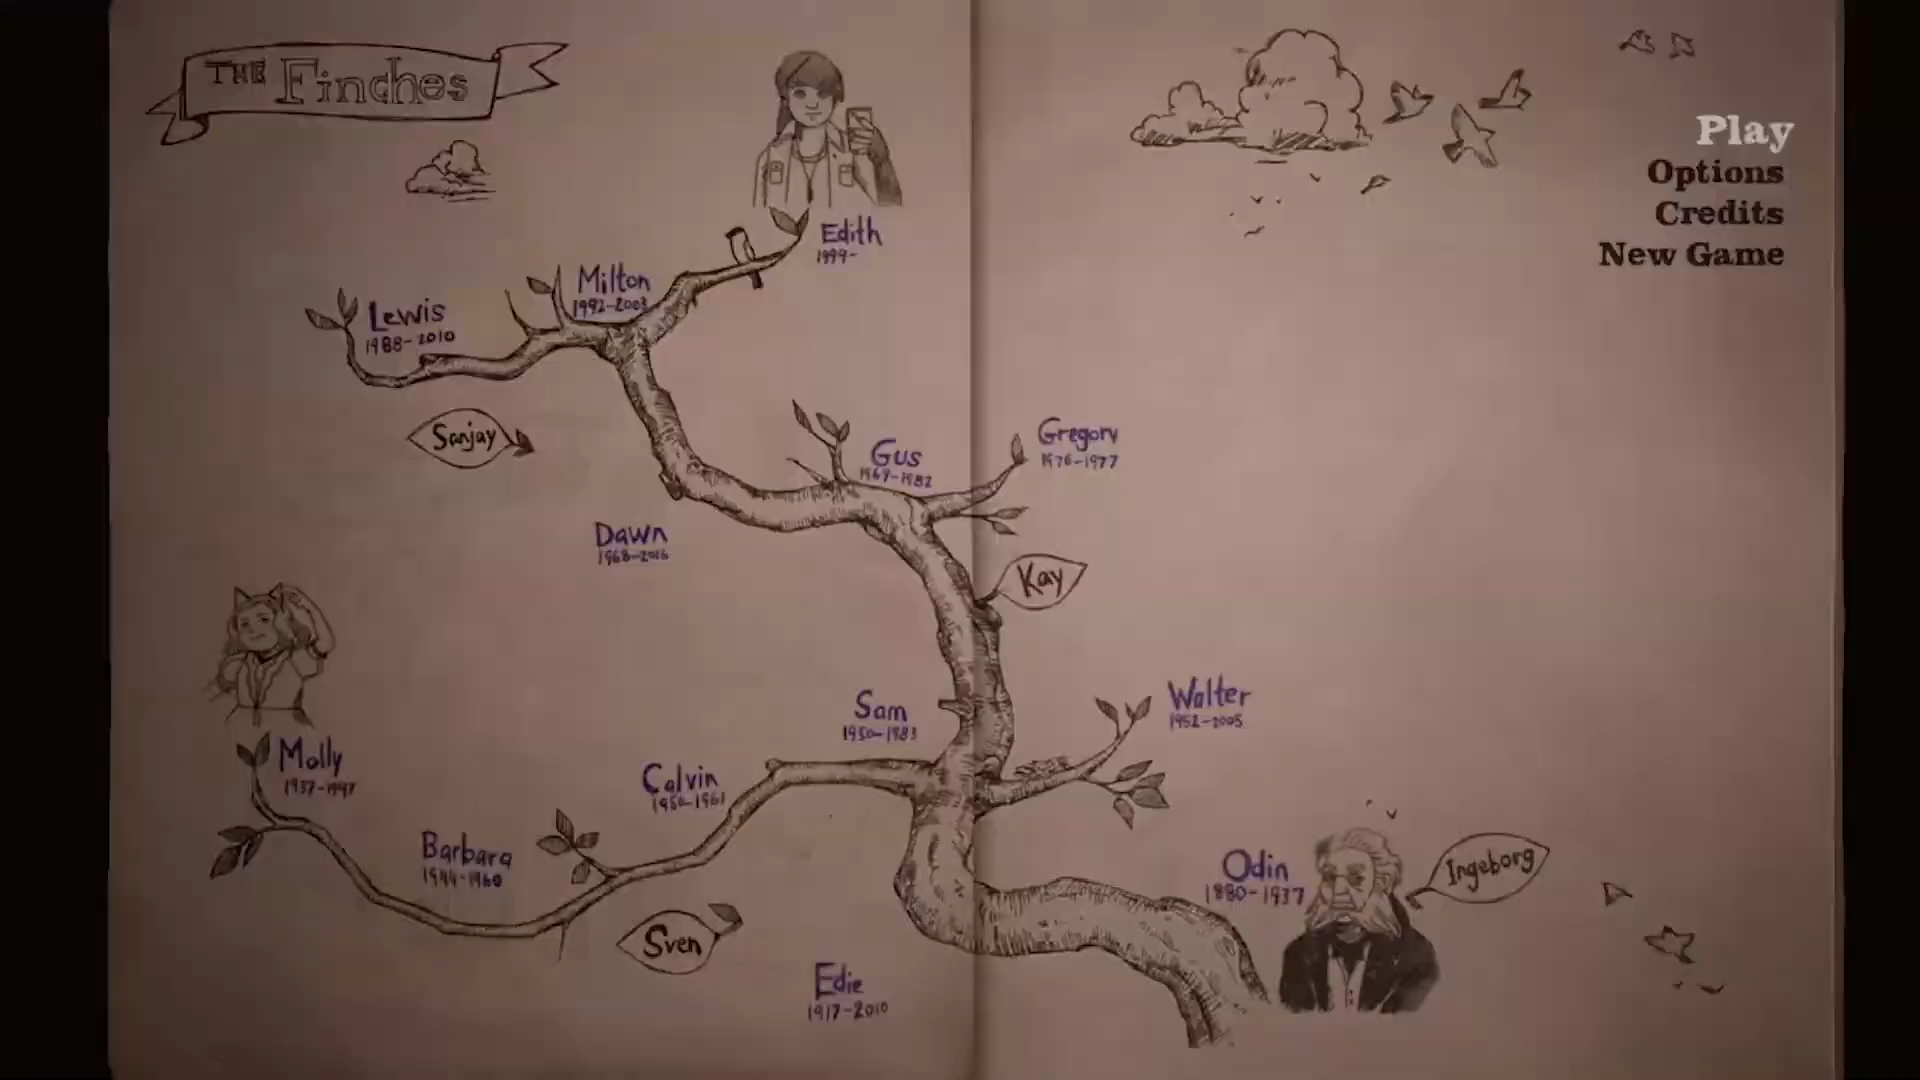 THE Finches
Play
Options
Credits
New Game
Edith
1999-
Milton
1992-2003
Lewis
1988-2010
Sanjay
Gus
1969-1982
Gregory
1976-1977
Dawn
1968-2016
Kay
Sam
1950-1983
Walter
1952-2005
Molly
1937-1947
Calvin
1950-1961
Barbara
1944-1960
Odin
1880-1937
Ingeborg
Sven
Edie
1917-2010